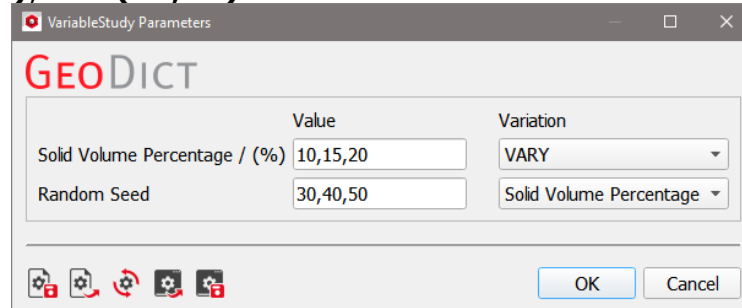 VariableStudy Parameters
GEODICT
Value Variation
Solid Volume Percentage / (%) 10,15,20 VARY
Random Seed 30,40,50 Solid Volume Percentage
OK Cancel